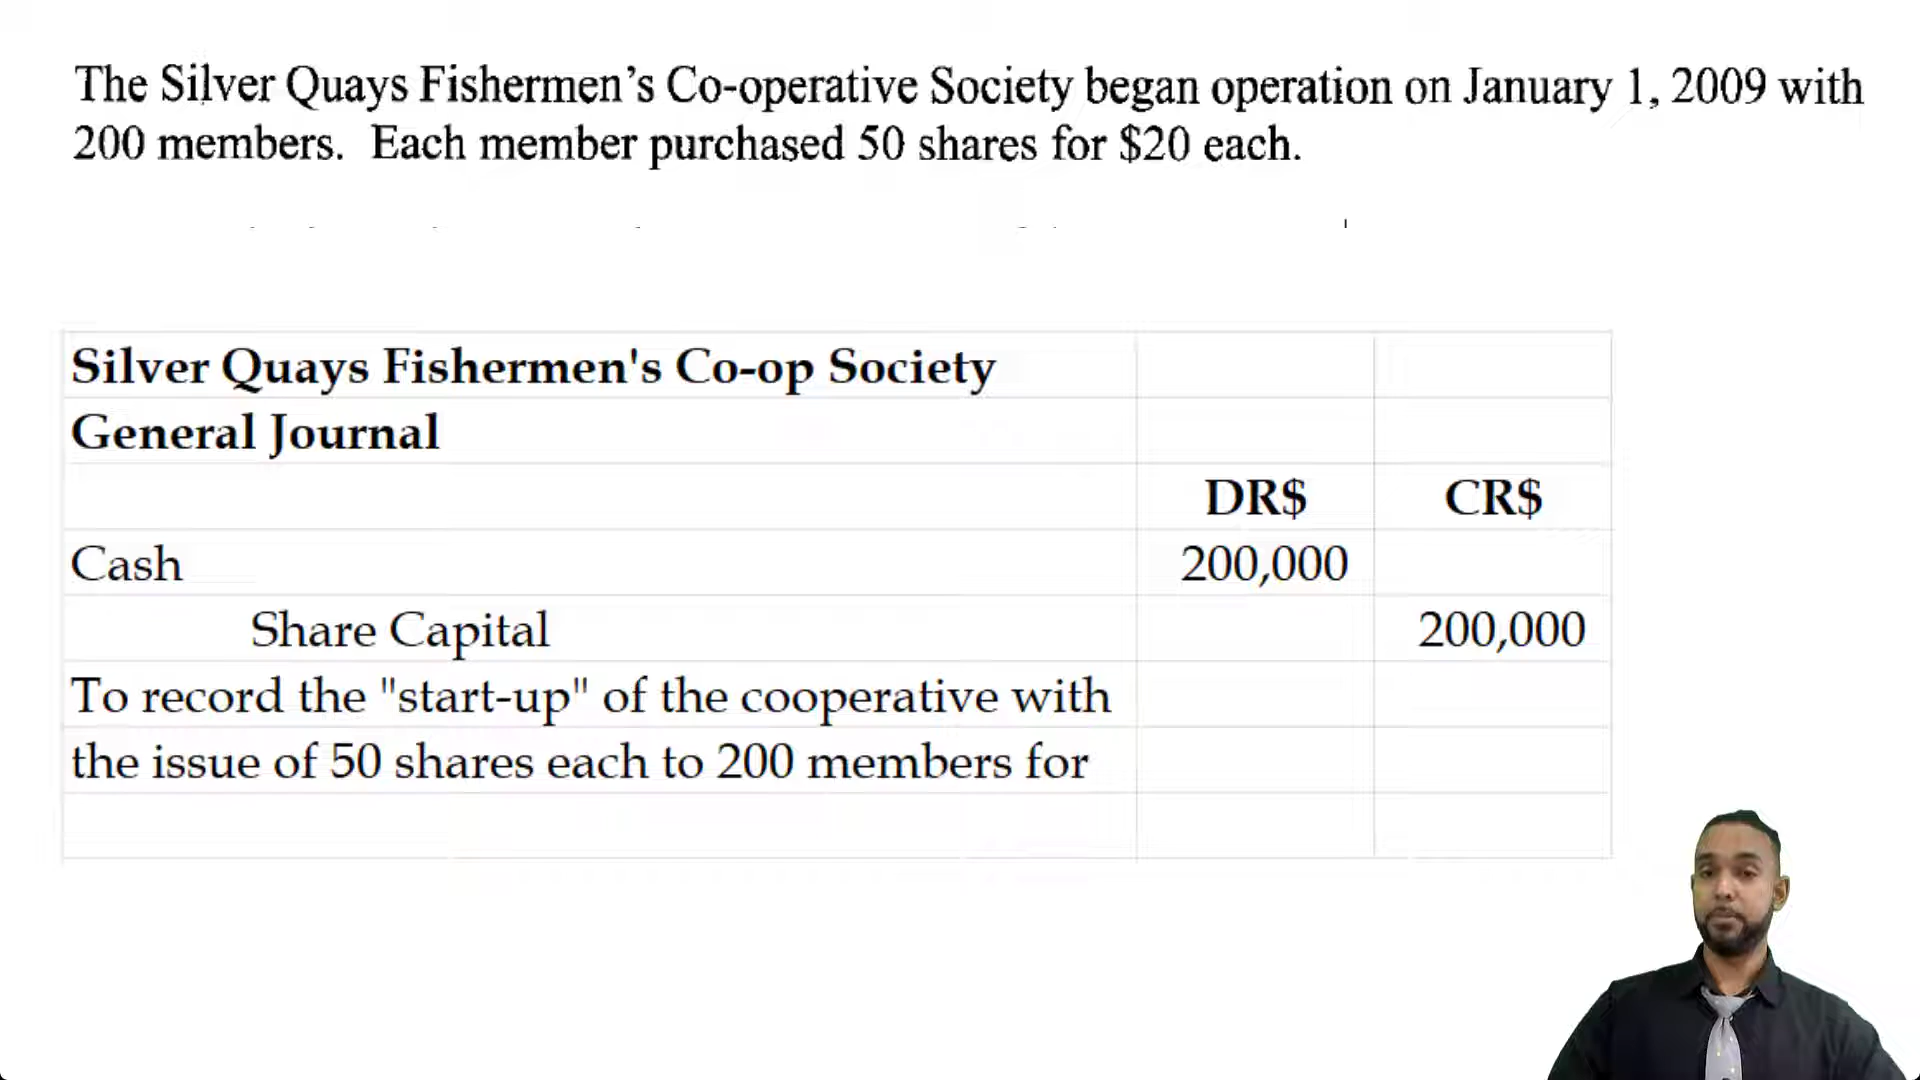 The Silver Quays Fishermen’s Co-operative Society began operation on January 1, 2009 with
200 members. Each member purchased 50 shares for $20 each.
Silver Quays Fishermen's Co-op Society
General Journal
DR$ CR$
Cash 200,000
Share Capital 200,000
To record the "start-up" of the cooperative with
the issue of 50 shares each to 200 members for